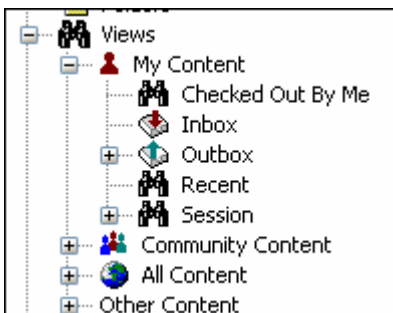 Views
My Content
Checked Out By Me
Inbox
Outbox
Recent
Session
Community Content
All Content
Other Content